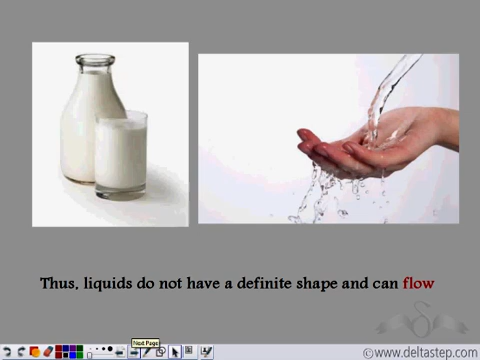 Thus, liquids do not have a definite shape and can flow
Next Page
©www.deltastep.com